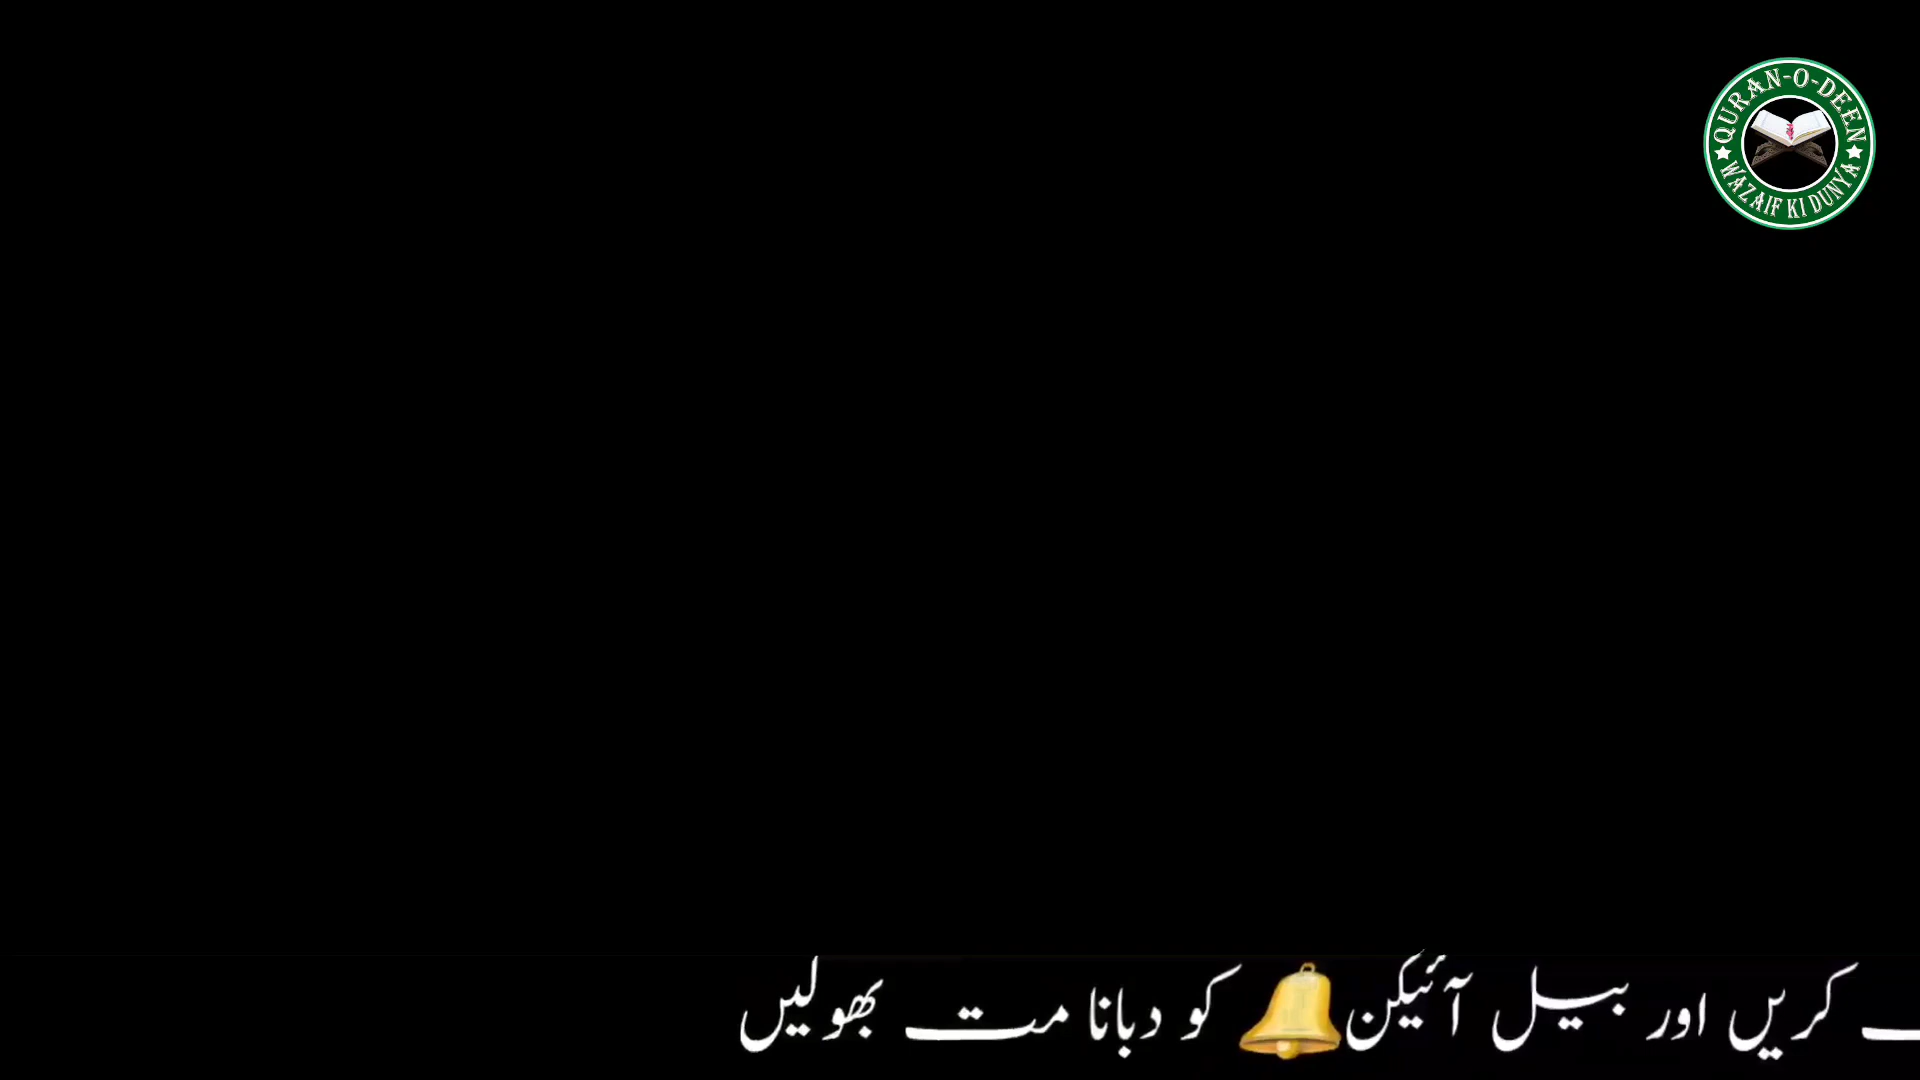 QURAN-O-DEEN
WAZAIF KI DUNYA
کریں اور بیل آئیکن🔔 کو دبانا مت بھولیں